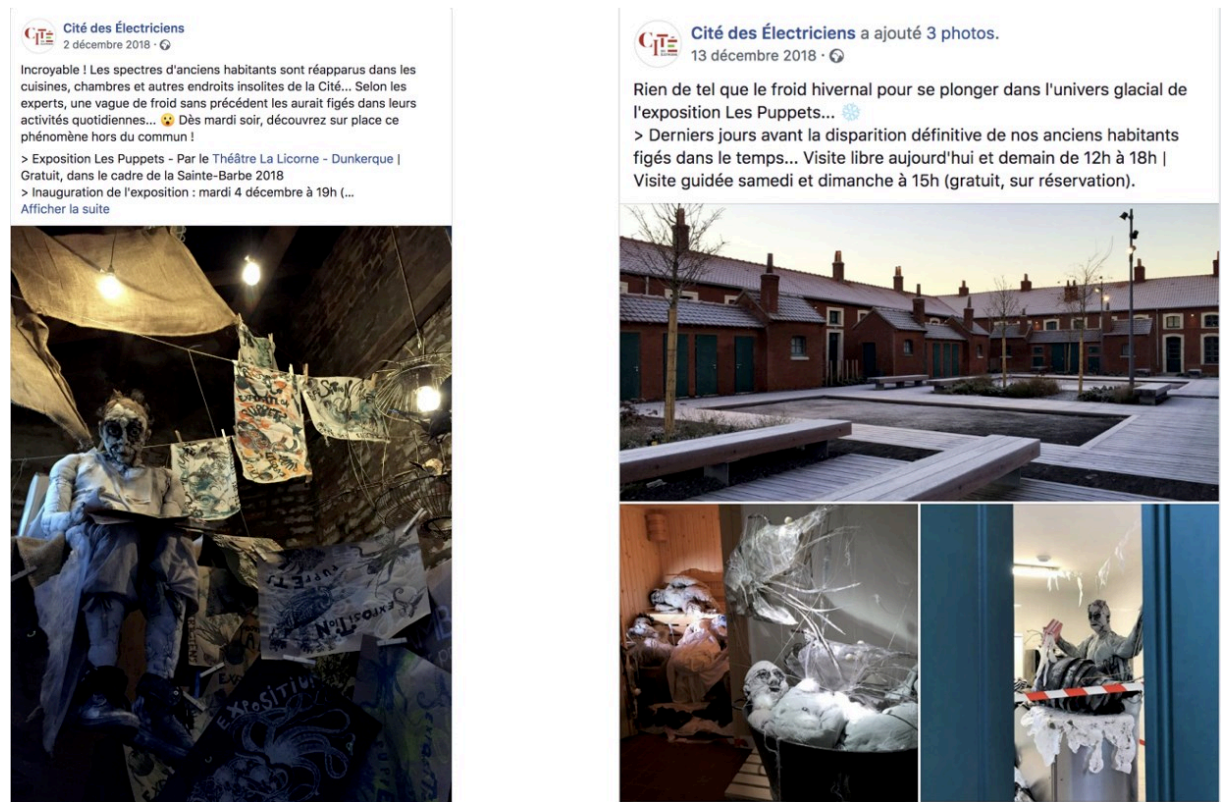 CITÉ
Cité des Électriciens
2 décembre 2018 ·
Incroyable ! Les spectres d'anciens habitants sont réapparus dans les
cuisines, chambres et autres endroits insolites de la Cité... Selon les
experts, une vague de froid sans précédent les aurait figés dans leurs
activités quotidiennes... 😮 Dès mardi soir, découvrez sur place ce
phénomène hors du commun !
> Exposition Les Puppets - Par le Théâtre La Licorne - Dunkerque |
Gratuit, dans le cadre de la Sainte-Barbe 2018
> Inauguration de l'exposition : mardi 4 décembre à 19h (...
Afficher la suite
PUPPETS
EXPOSITION
EXPOSITION
CITÉ
Cité des Électriciens a ajouté 3 photos.
13 décembre 2018 ·
Rien de tel que le froid hivernal pour se plonger dans l'univers glacial de
l'exposition Les Puppets... ❄️
> Derniers jours avant la disparition définitive de nos anciens habitants
figés dans le temps... Visite libre aujourd'hui et demain de 12h à 18h |
Visite guidée samedi et dimanche à 15h (gratuit, sur réservation).